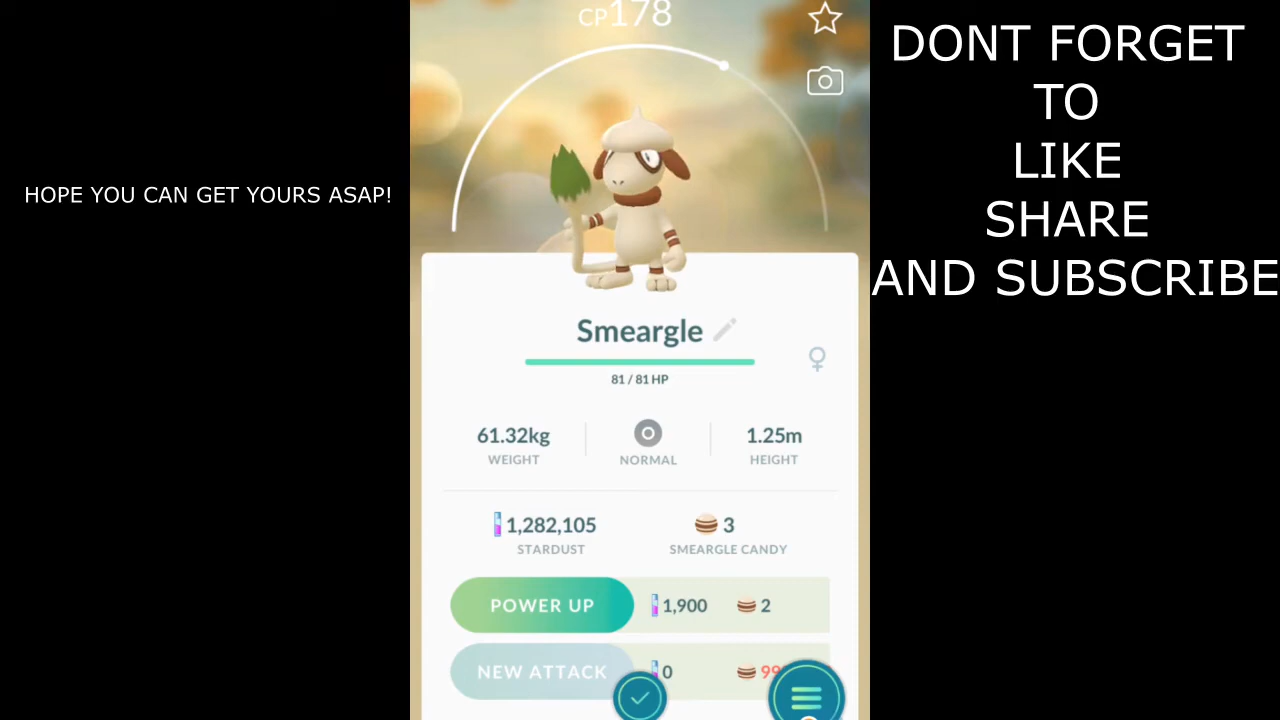 HOPE YOU CAN GET YOURS ASAP!
CP178
Smeargle
81 / 81 HP
61.32kg
WEIGHT
NORMAL
1.25m
HEIGHT
1,282,105
STARDUST
3
SMEARGLE CANDY
POWER UP 1,900 2
NEW ATTACK 0
DONT FORGET
TO
LIKE
SHARE
AND SUBSCRIBE